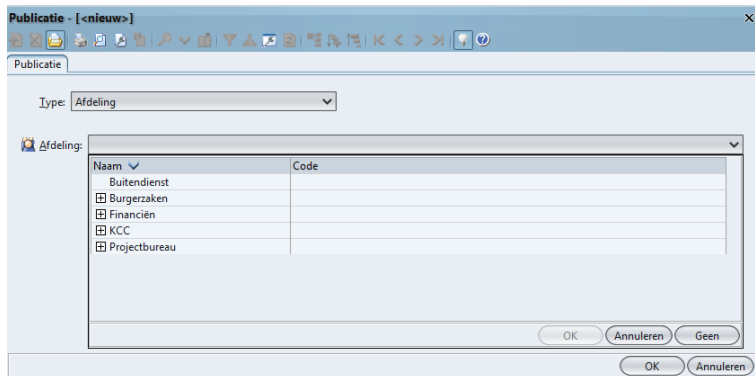 Publicatie - [<nieuw>]
Publicatie
Type: Afdeling
Afdeling:
Naam Code
Buitendienst
Burgerzaken
Financiën
KCC
Projectbureau
OK Annuleren Geen
OK Annuleren